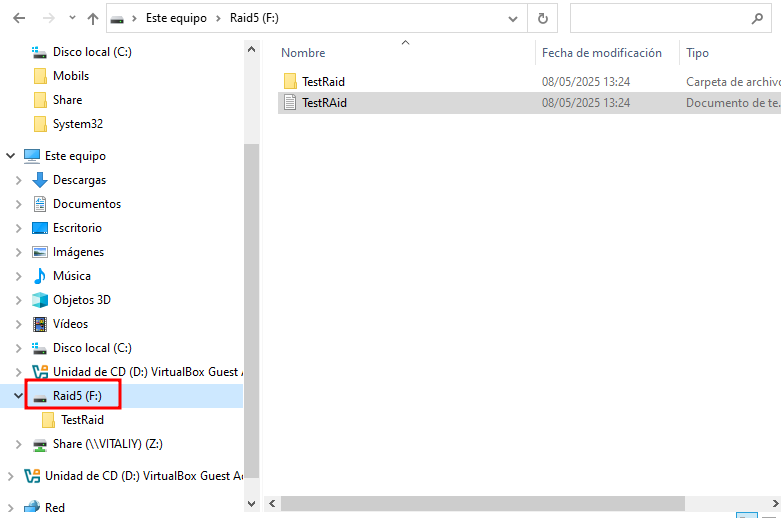 Este equipo > Raid5 (F:)
Disco local (C:)
Mobils
Share
System32
Este equipo
Descargas
Documentos
Escritorio
Imágenes
Música
Objetos 3D
Vídeos
Disco local (C:)
Unidad de CD (D:) VirtualBox Guest A
Raid5 (F:)
TestRaid
Share (\\VITALIY) (Z:)
Unidad de CD (D:) VirtualBox Guest Ad
Red
Nombre Fecha de modificación Tipo
TestRaid 08/05/2025 13:24 Carpeta de archivo
TestRAid 08/05/2025 13:24 Documento de te...